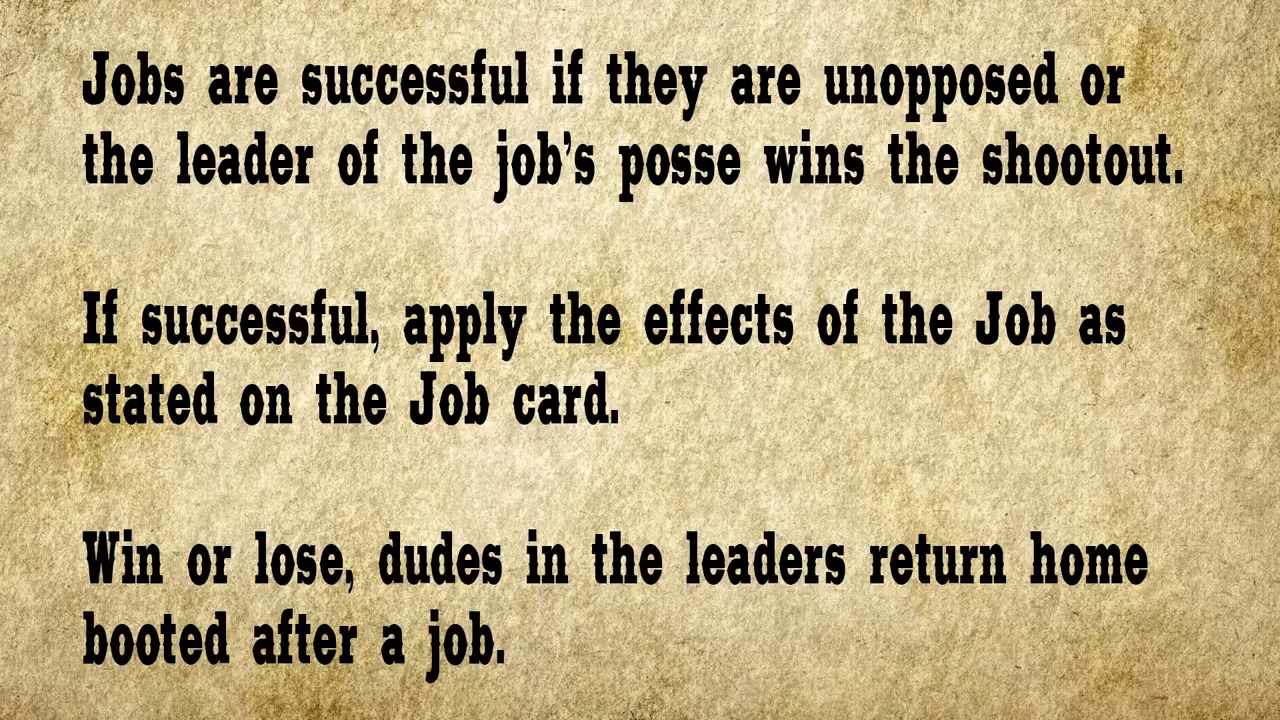 Jobs are successful if they are unopposed or
the leader of the job’s posse wins the shootout.
If successful, apply the effects of the Job as
stated on the Job card.
Win or lose, dudes in the leaders return home
booted after a job.